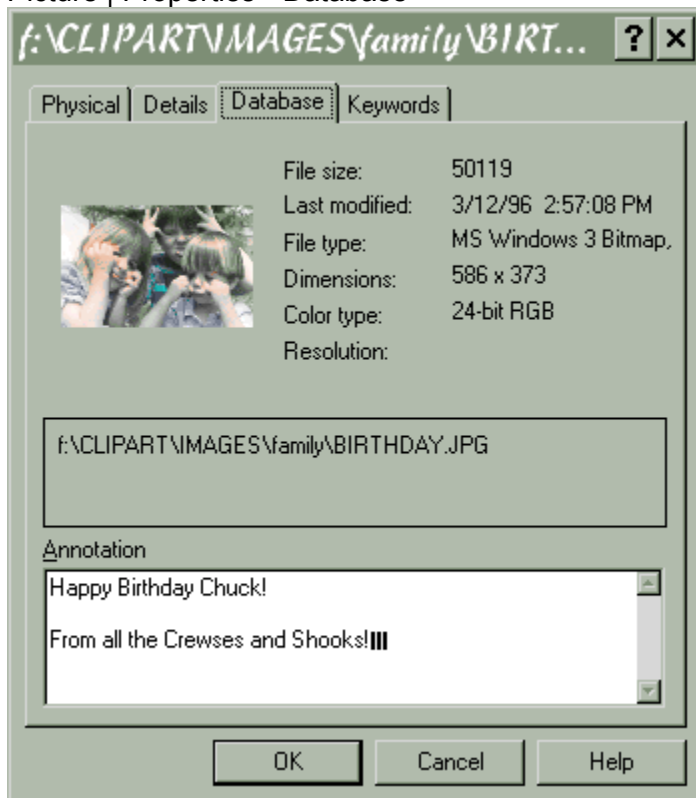 Picture | Properties - Database
f:\CLIPART\IMAGES\family\BIRT...
? ×
Physical Details Database Keywords
File size: 50119
Last modified: 3/12/96 2:57:08 PM
File type: MS Windows 3 Bitmap,
Dimensions: 586 x 373
Color type: 24-bit RGB
Resolution:
f:\CLIPART\IMAGES\family\BIRTHDAY.JPG
Annotation
Happy Birthday Chuck!
From all the Crewses and Shooks!
OK Cancel Help